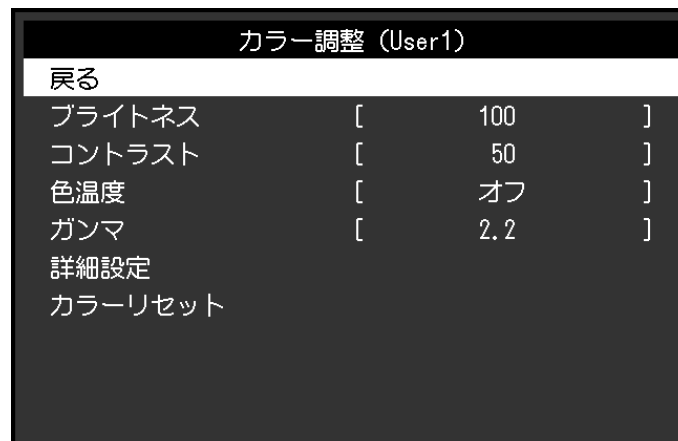 カラー調整 (User1)
戻る
ブライトネス [ 100 ]
コントラスト [ 50 ]
色温度 [ オフ ]
ガンマ [ 2.2 ]
詳細設定
カラーリセット